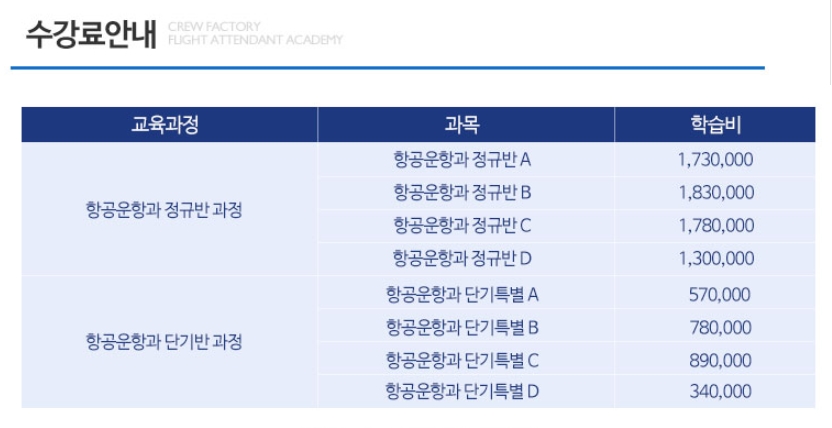 수강료안내
CREW FACTORY
FLIGHT ATTENDANT ACADEMY
교육과정 과목 학습비
항공운항과 정규반 과정
항공운항과 정규반 A 1,730,000
항공운항과 정규반 B 1,830,000
항공운항과 정규반 C 1,780,000
항공운항과 정규반 D 1,300,000
항공운항과 단기반 과정
항공운항과 단기특별 A 570,000
항공운항과 단기특별 B 780,000
항공운항과 단기특별 C 890,000
항공운항과 단기특별 D 340,000